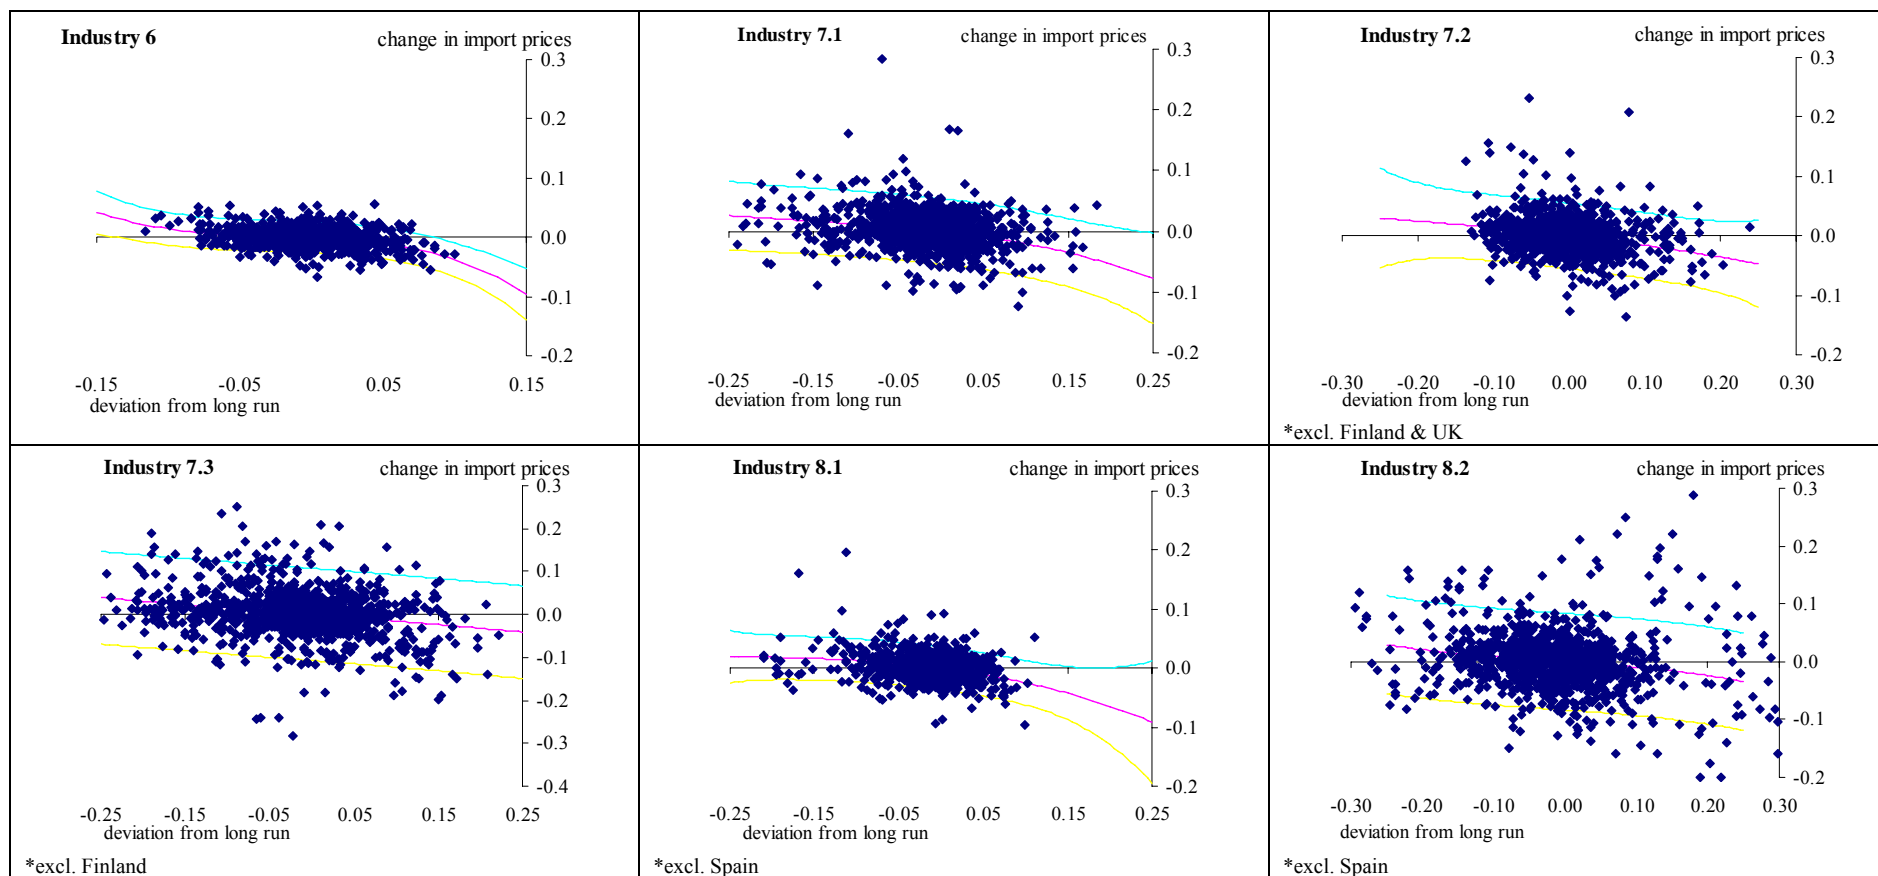 Industry 6
change in import prices
0.3
0.2
0.1
0.0
-0.1
-0.2
-0.15 -0.05 0.05 0.15
deviation from long run
Industry 7.1
change in import prices
0.3
0.2
0.1
0.0
-0.1
-0.2
-0.25 -0.15 -0.05 0.05 0.15 0.25
deviation from long run
Industry 7.2
change in import prices
0.3
0.2
0.1
0.0
-0.1
-0.2
-0.30 -0.20 -0.10 0.00 0.10 0.20 0.30
deviation from long run
*excl. Finland & UK
Industry 7.3
change in import prices
0.3
0.2
0.1
0.0
-0.1
-0.2
-0.3
-0.4
-0.25 -0.15 -0.05 0.05 0.15 0.25
deviation from long run
*excl. Finland
Industry 8.1
change in import prices
0.3
0.2
0.1
0.0
-0.1
-0.2
-0.25 -0.15 -0.05 0.05 0.15 0.25
deviation from long run
*excl. Spain
Industry 8.2
change in import prices
0.3
0.2
0.1
0.0
-0.1
-0.2
-0.30 -0.20 -0.10 0.00 0.10 0.20 0.30
deviation from long run
*excl. Spain